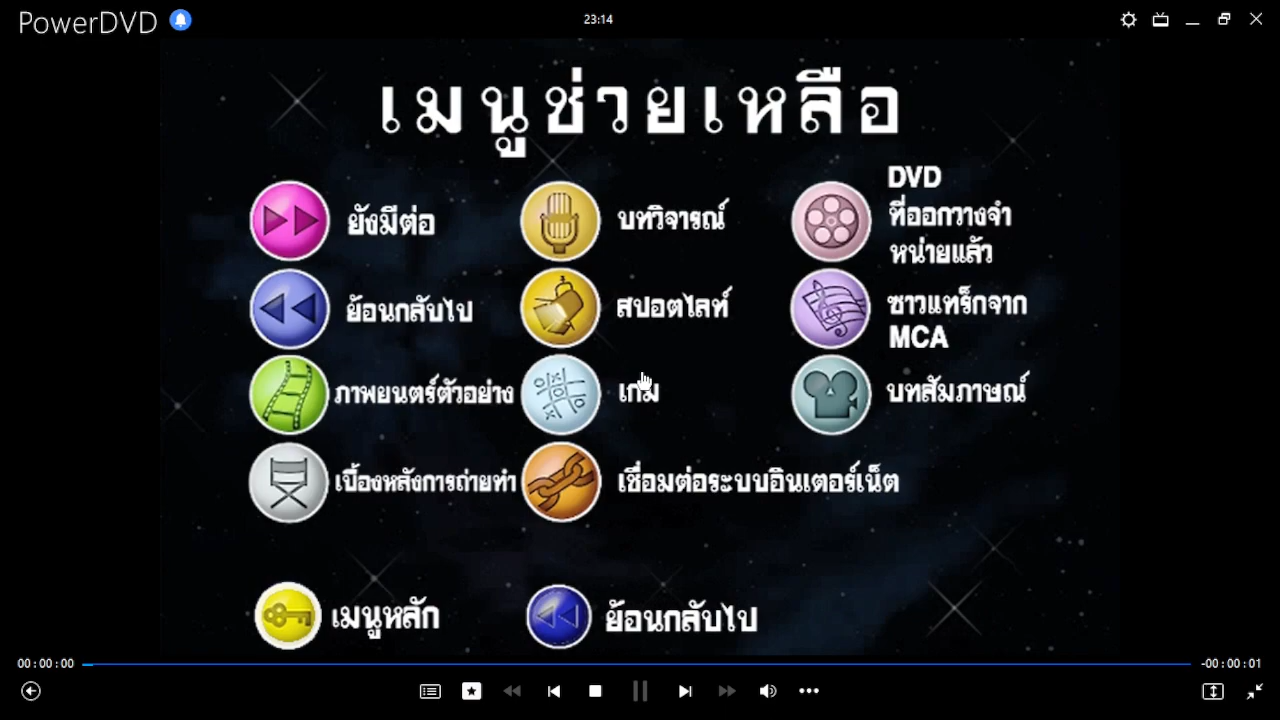 PowerDVD
23:14
เมนูช่วยเหลือ
ยังมีต่อ
บทวิจารณ์
DVD
ที่ออกวางจำ
หน่ายแล้ว
ย้อนกลับไป
สปอตไลท์
ซาวแทร็กจาก
MCA
ภาพยนตร์ตัวอย่าง
เกม
บทสัมภาษณ์
เบื้องหลังการถ่ายทำ
เชื่อมต่อระบบอินเตอร์เน็ต
เมนูหลัก
ย้อนกลับไป
00:00:00
-00:00:01